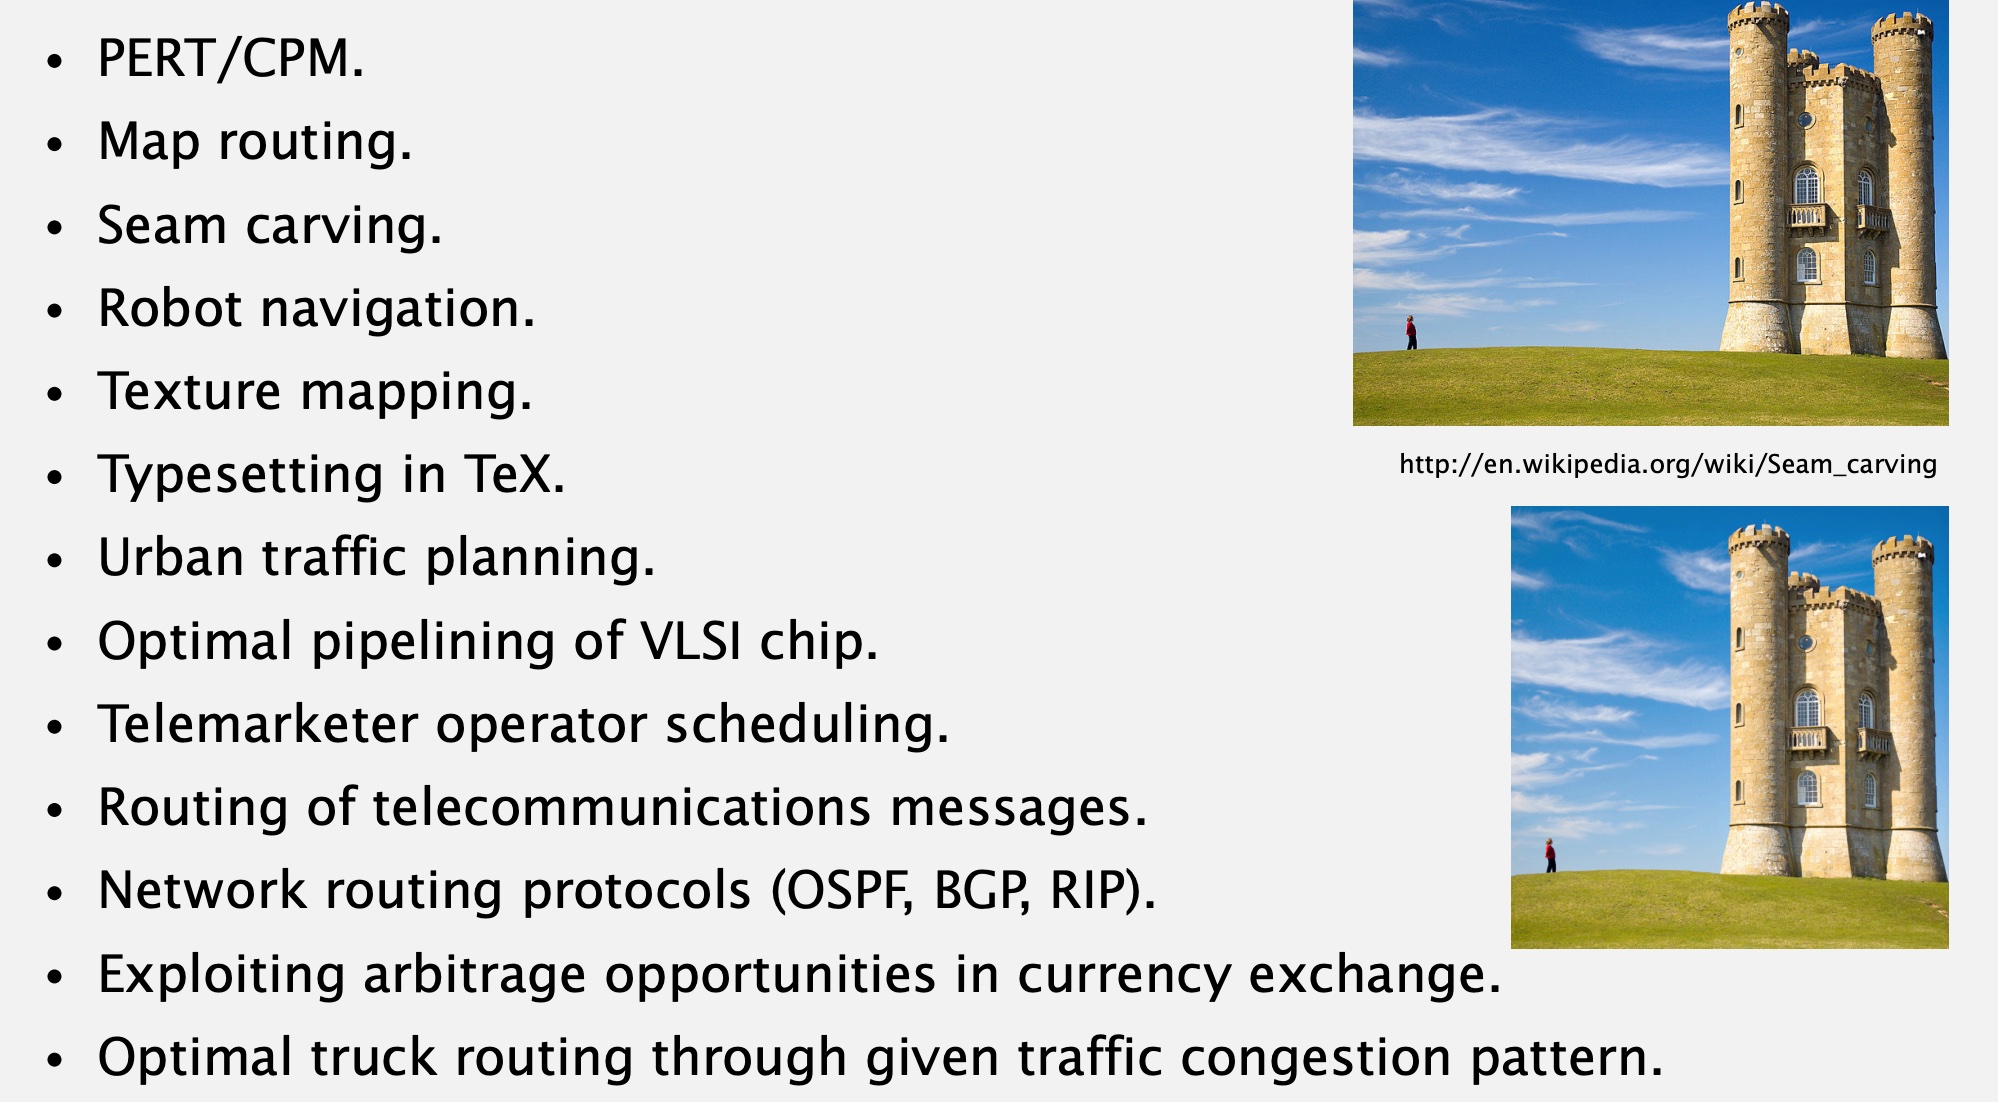 • PERT/CPM.
• Map routing.
• Seam carving.
• Robot navigation.
• Texture mapping.
• Typesetting in TeX.
• Urban traffic planning.
• Optimal pipelining of VLSI chip.
• Telemarketer operator scheduling.
• Routing of telecommunications messages.
• Network routing protocols (OSPF, BGP, RIP).
• Exploiting arbitrage opportunities in currency exchange.
• Optimal truck routing through given traffic congestion pattern.
http://en.wikipedia.org/wiki/Seam_carving